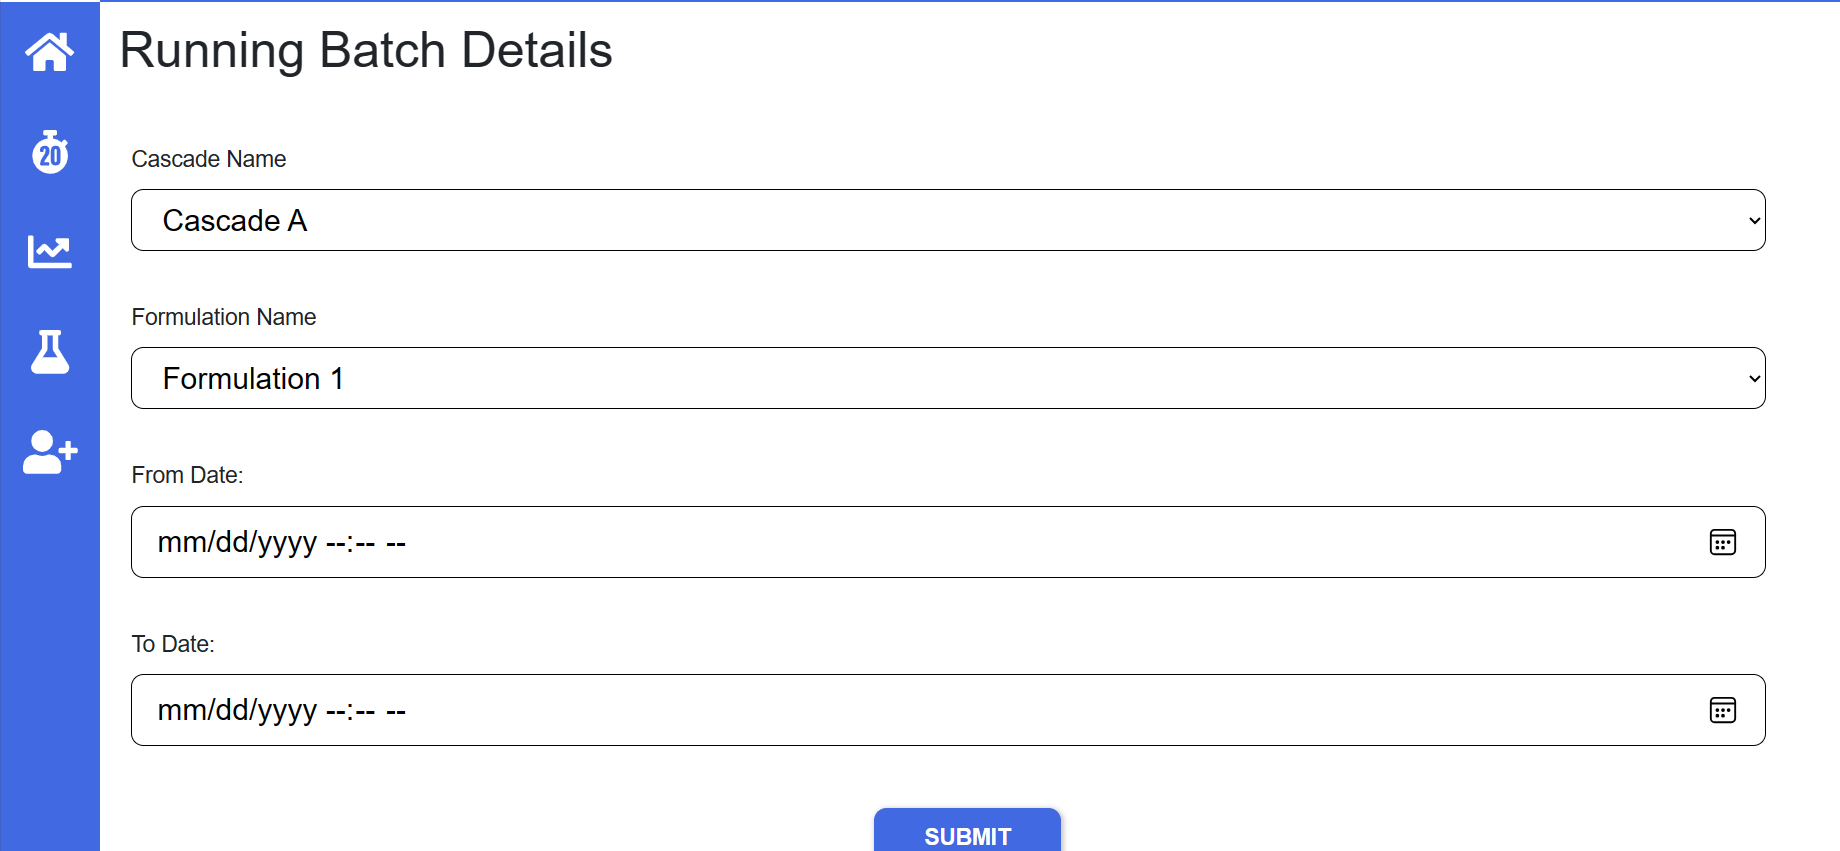 Running Batch Details
20
Cascade Name
Cascade A
Formulation Name
Formulation 1
From Date:
mm/dd/yyyy --:-- --
To Date:
mm/dd/yyyy --:-- --
SUBMIT